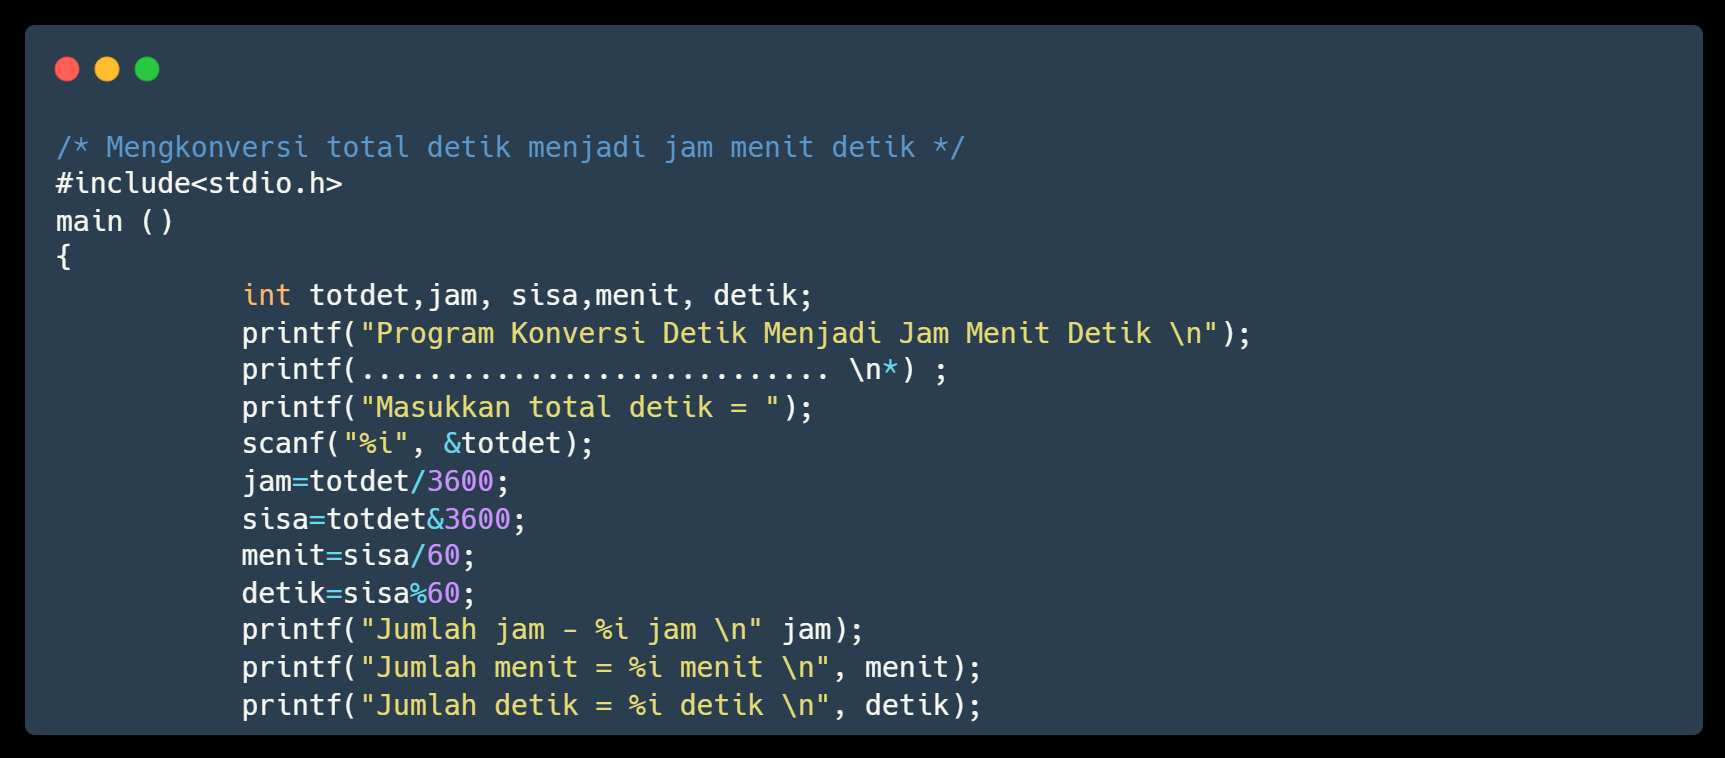 /* Mengkonversi total detik menjadi jam menit detik */
#include<stdio.h>
main ()
{
int totdet,jam, sisa,menit, detik;
printf("Program Konversi Detik Menjadi Jam Menit Detik \n");
printf(............................ \n*) ;
printf("Masukkan total detik = ");
scanf("%i", &totdet);
jam=totdet/3600;
sisa=totdet&3600;
menit=sisa/60;
detik=sisa%60;
printf("Jumlah jam - %i jam \n" jam);
printf("Jumlah menit = %i menit \n", menit);
printf("Jumlah detik = %i detik \n", detik);